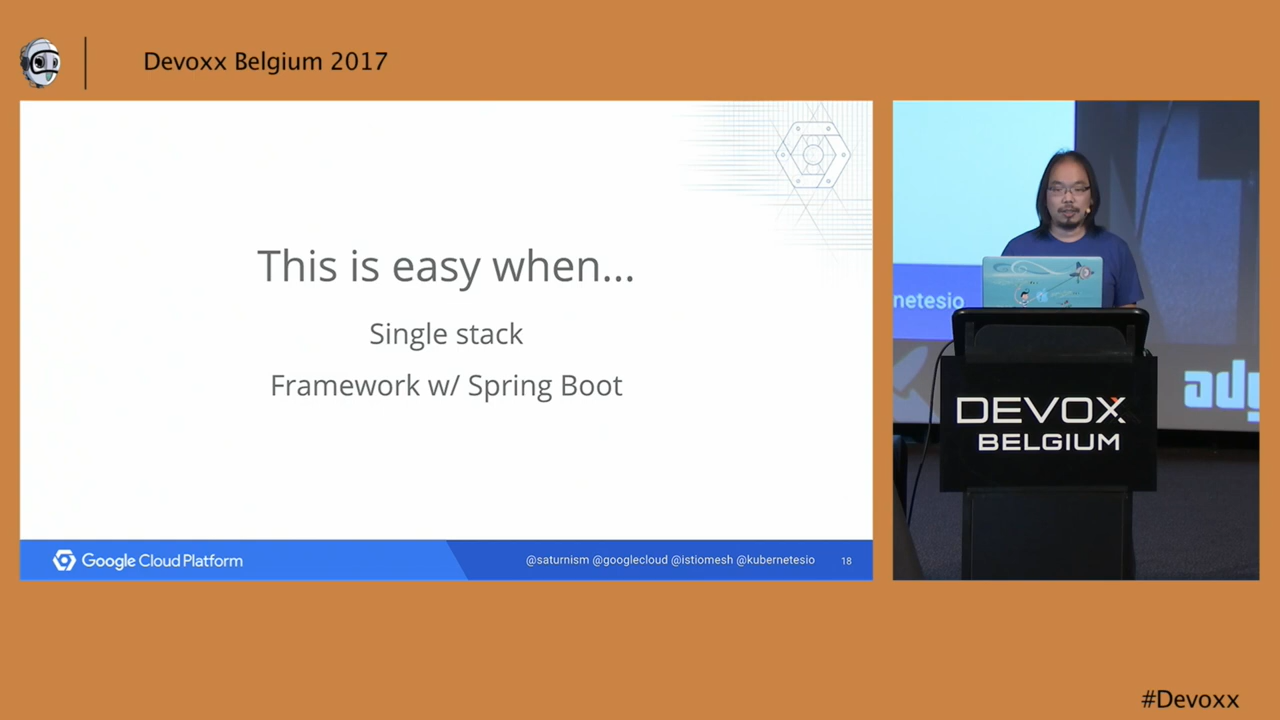 Devoxx Belgium 2017
This is easy when...
Single stack
Framework w/ Spring Boot
Google Cloud Platform
@saturnism @googlecloud @istiomesh @kubernetesio
18
netesio
ady
DEVOXX
BELGIUM
#Devoxx